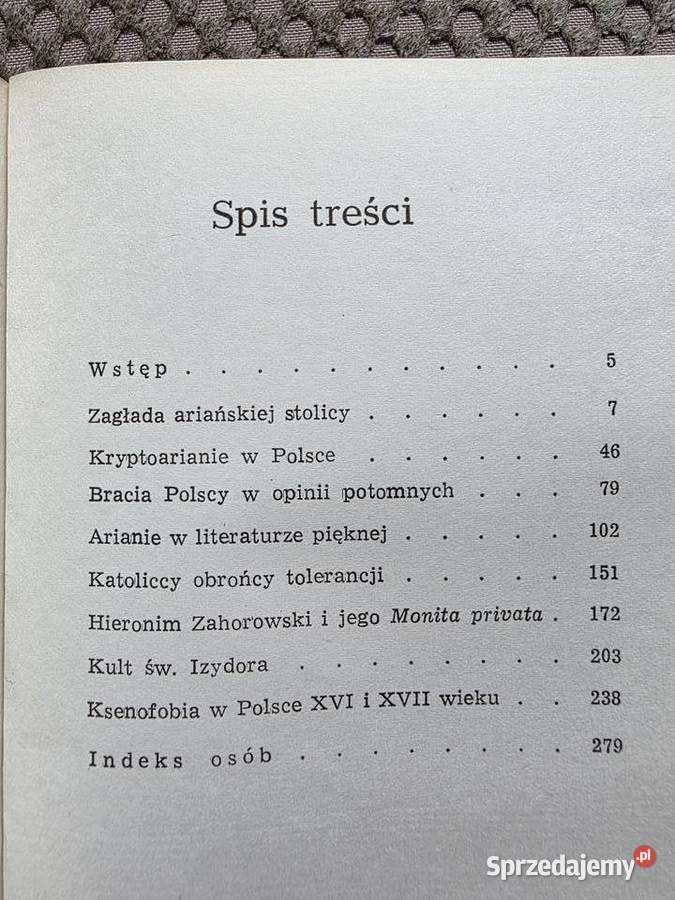 Spis treści
Wstęp . . . . . . . . . . . 5
Zagłada ariańskiej stolicy . . . . . . 7
Kryptoarianie w Polsce . . . . . . 46
Bracia Polscy w opinii potomnych . . . 79
Arianie w literaturze pięknej . . . . . 102
Katoliccy obrońcy tolerancji . . . . . 151
Hieronim Zahorowski i jego Monita privata . 172
Kult św. Izydora . . . . . . . . 203
Ksenofobia w Polsce XVI i XVII wieku . . 238
Indeks osób . . . . . . . . 279
Sprzedajemy.pl